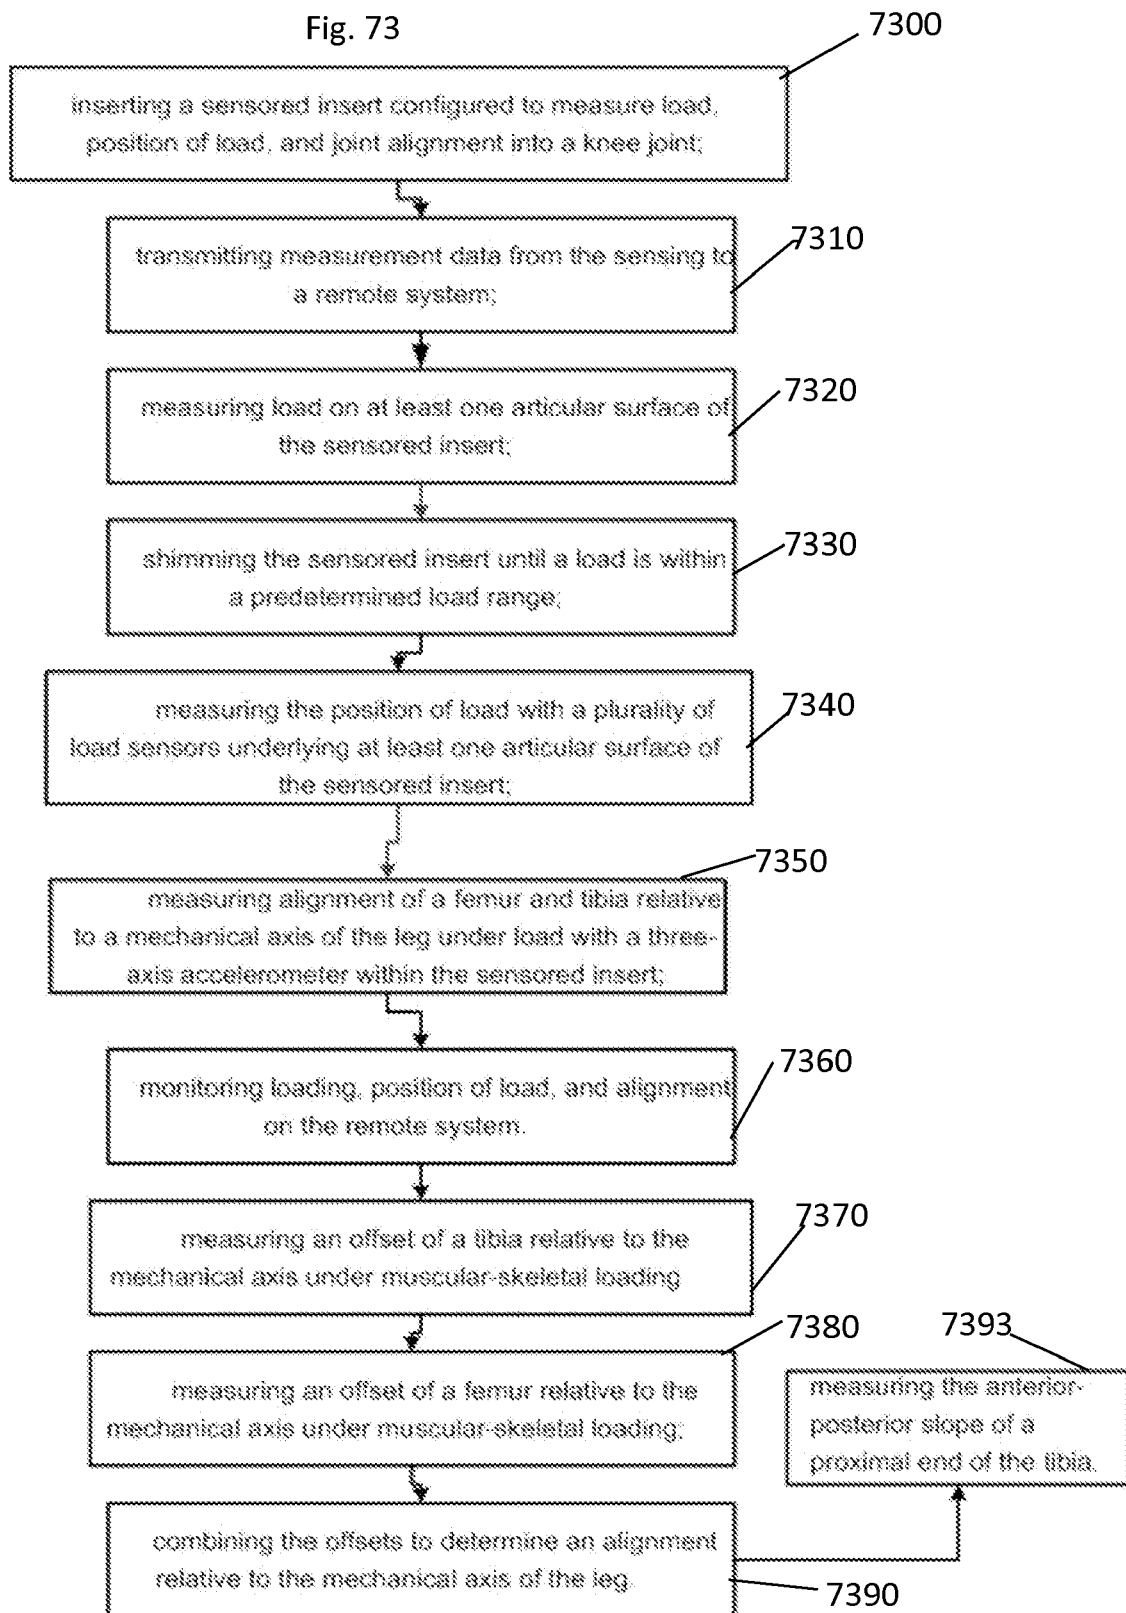 Fig. 73
7300
inserting a sensored insert configured to measure load,
position of load, and joint alignment into a knee joint;
7310
transmitting measurement data from the sensing to
a remote system;
7320
measuring load on at least one articular surface of
the sensored insert;
7330
shimming the sensored insert until a load is within
a predetermined load range;
7340
measuring the position of load with a plurality of
load sensors underlying at least one articular surface of
the sensored insert;
7350
measuring alignment of a femur and tibia relative
to a mechanical axis of the leg under load with a three-
axis accelerometer within the sensored insert;
7360
monitoring loading, position of load, and alignment
on the remote system.
7370
measuring an offset of a tibia relative to the
mechanical axis under muscular-skeletal loading
7380
measuring an offset of a femur relative to the
mechanical axis under muscular-skeletal loading;
7393
measuring the anterior-
posterior slope of a
proximal end of the tibia.
combining the offsets to determine an alignment
relative to the mechanical axis of the leg.
7390